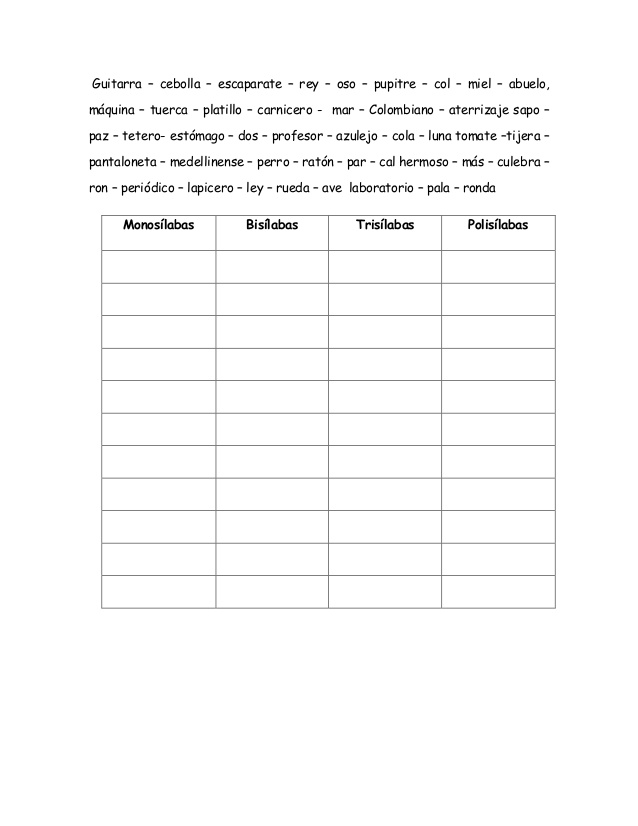 Guitarra – cebolla – escaparate – rey – oso – pupitre – col – miel – abuelo,
máquina – tuerca – platillo – carnicero - mar – Colombiano – aterrizaje sapo –
paz – tetero- estómago – dos – profesor – azulejo – cola – luna tomate –tijera –
pantaloneta – medellinense – perro – ratón – par – cal hermoso – más – culebra –
ron – periódico – lapicero – ley – rueda – ave laboratorio – pala – ronda
Monosílabas Bisílabas Trisílabas Polisílabas